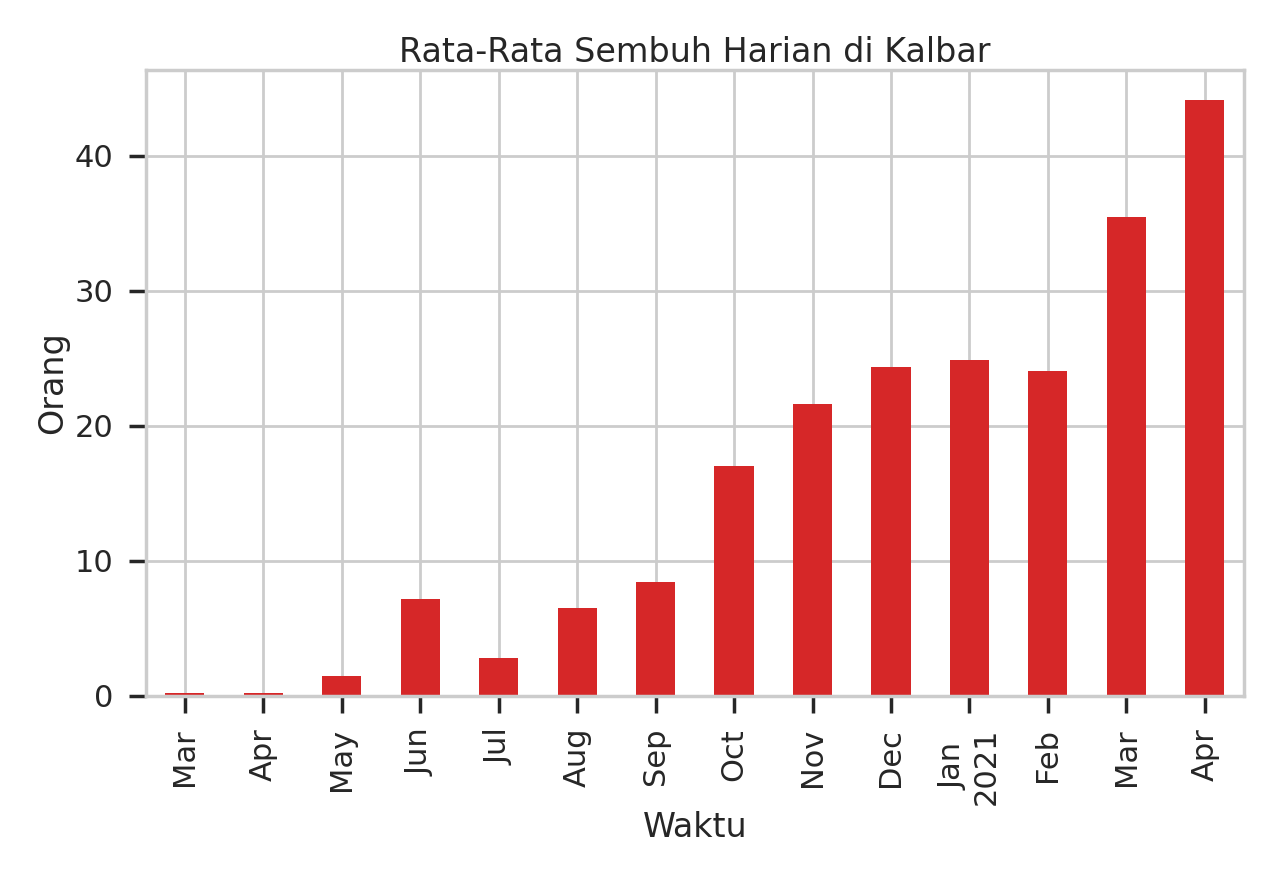 Rata-Rata Sembuh Harian di Kalbar
Orang
40
30
20
10
0
Mar
Apr
May
Jun
Jul
Aug
Sep
Oct
Nov
Dec
Jan
2021
Feb
Mar
Apr
Waktu